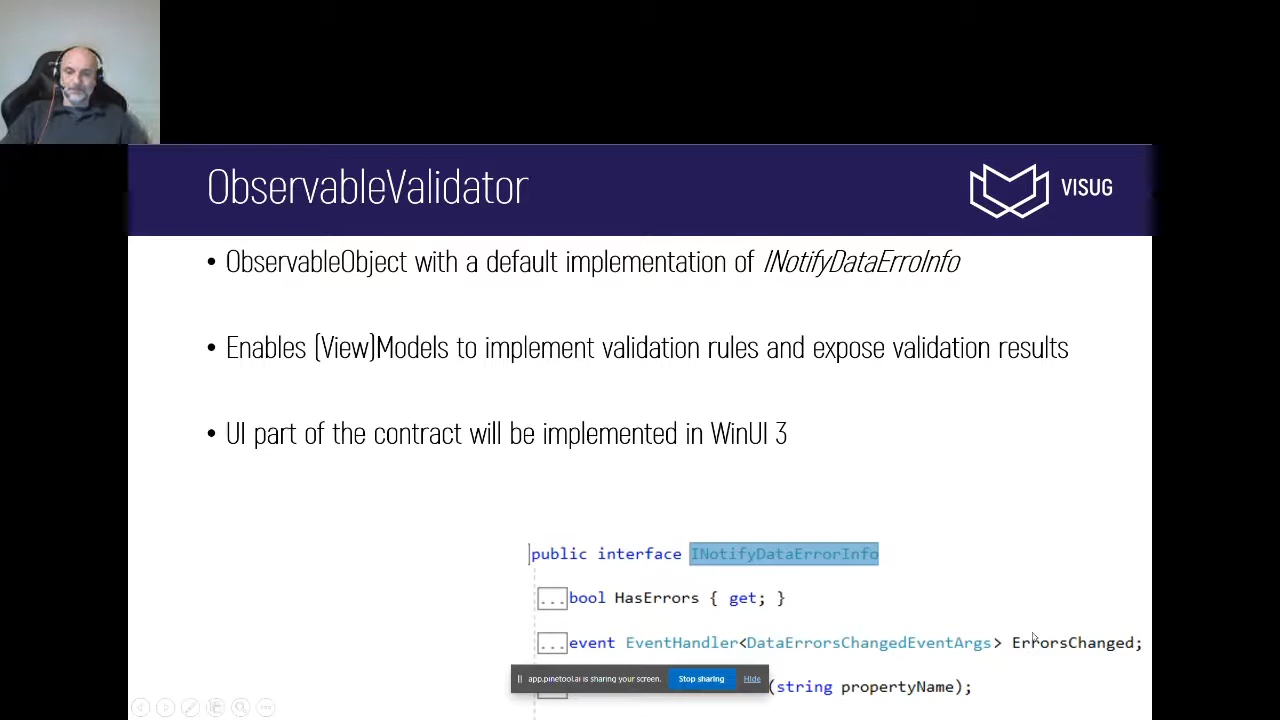 ObservableValidator
VISUG
• ObservableObject with a default implementation of INotifyDataErroInfo
• Enables (View)Models to implement validation rules and expose validation results
• UI part of the contract will be implemented in WinUI 3
public interface INotifyDataErrorInfo
...bool HasErrors { get; }
...event EventHandler<DataErrorsChangedEventArgs> ErrorsChanged;
app.pinetool.ai is sharing your screen. Stop sharing Hide
(string propertyName);